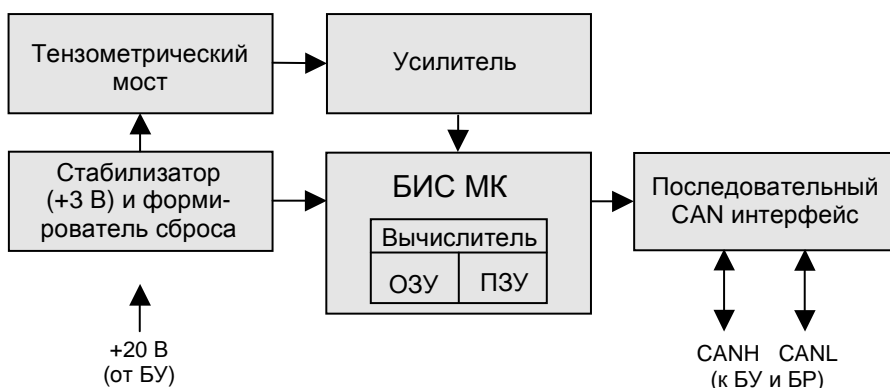 Тензометрический
мост
Усилитель
Стабилизатор
(+3 В) и форми-
рователь сброса
БИС МК
Вычислитель
ОЗУ ПЗУ
Последовательный
CAN интерфейс
+20 В
(от БУ)
CANH CANL
(к БУ и БР)